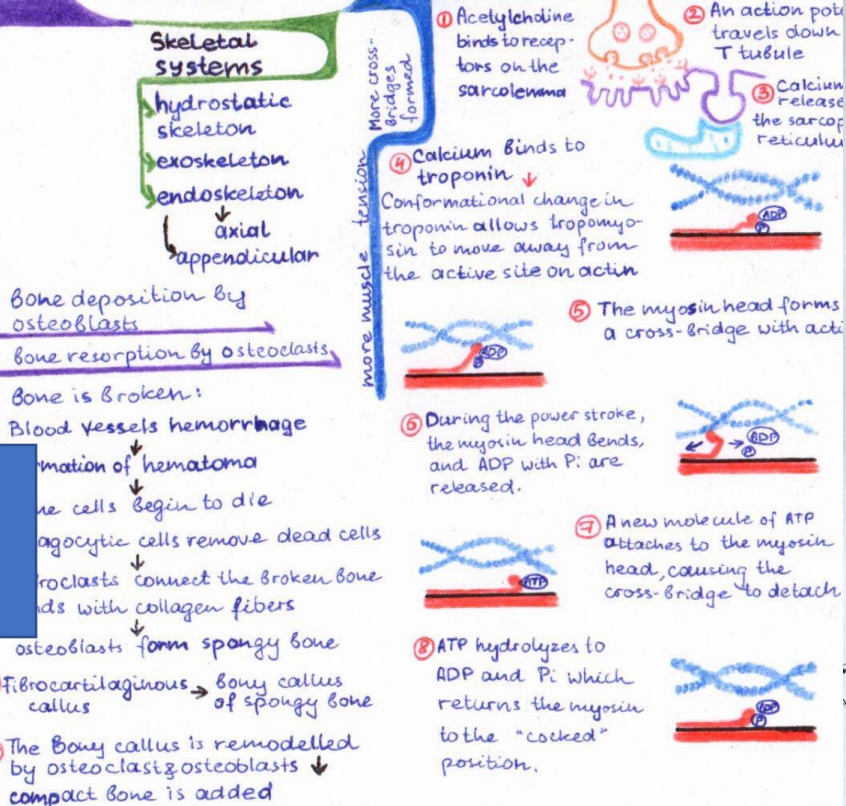 Skeletal
systems
hydrostatic
skeleton
exoskeleton
endoskeleton
axial
appendicular
Bone deposition by
osteoblasts
Bone resorption by osteoclasts
Bone is Broken:
Blood vessels hemorrhage
rmation of hematoma
ne cells begin to die
agocytic cells remove dead cells
roclasts connect the broken bone
nds with collagen fibers
osteoblasts form spongy bone
Fibrocartilaginous → Bony callus
callus of spongy bone
The Bony callus is remodelled
by osteoclast & osteoblasts
compact bone is added
More cross-
Bridges
formed
more muscle tension
① Acetylcholine
binds to recep-
tors on the
sarcolemma
② An action pote
travels down
T tubule
③ Calcium
release
the sarcop
reticulu
④ Calcium Binds to
troponin
Conformational change in
troponin allows tropomyo-
sin to move away from
the active site on actin
ADP
P
⑤ The myosin head forms
a cross-bridge with acti
ADP
P
⑥ During the power stroke,
the myosin head bends,
and ADP with Pi are
released.
ADP
P
⑦ A new molecule of ATP
attaches to the myosin
head, causing the
cross-bridge to detach
ATP
⑧ ATP hydrolyzes to
ADP and Pi which
returns the myosin
to the "cocked"
position.
ADP
P